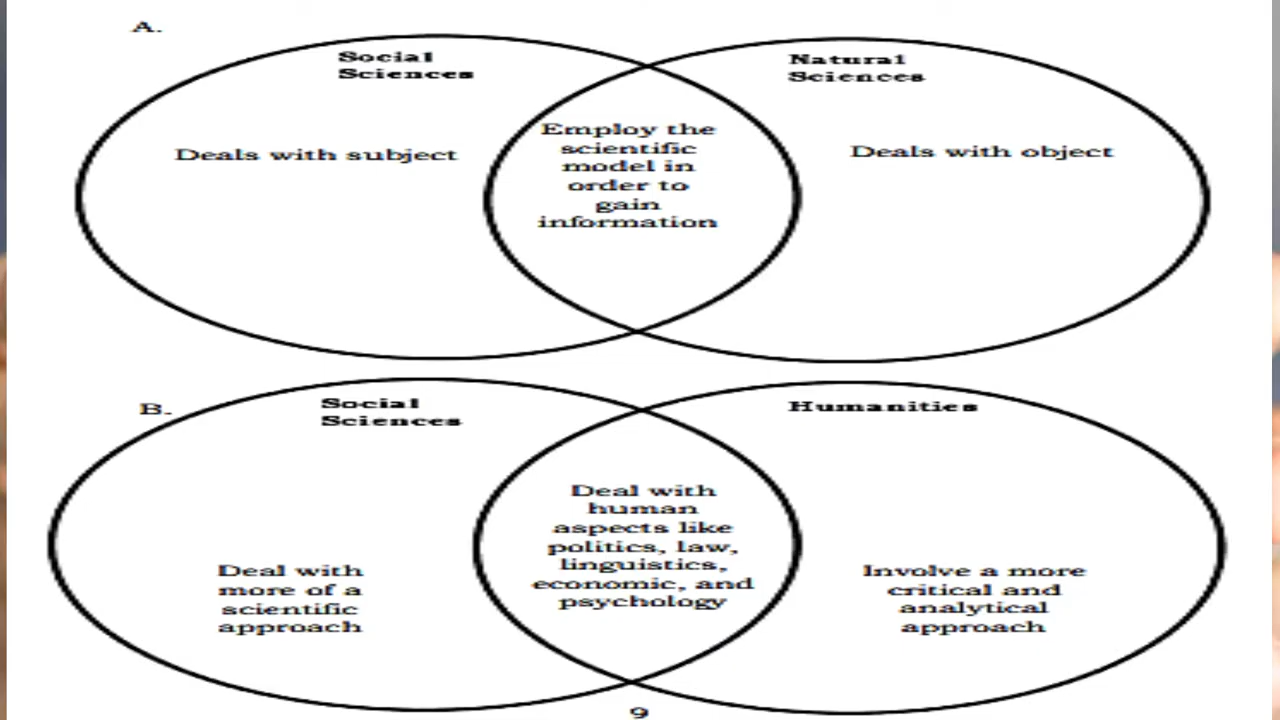 A.
Social
Sciences
Natural
Sciences
Deals with subject
Employ the
scientific
model in
order to
gain
information
Deals with object
B.
Social
Sciences
Humanities
Deal with
more of a
scientific
approach
Deal with
human
aspects like
politics, law,
linguistics,
economic, and
psychology
Involve a more
critical and
analytical
approach
9